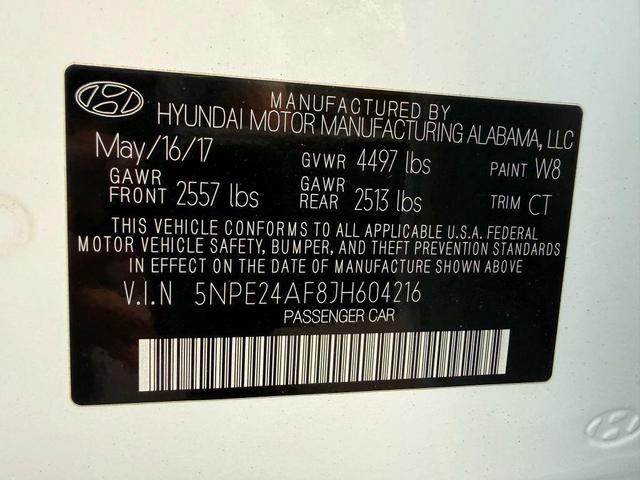 MANUFACTURED BY
HYUNDAI MOTOR MANUFACTURING ALABAMA, LLC
May/16/17 GVWR 4497 lbs PAINT W8
GAWR FRONT 2557 lbs GAWR REAR 2513 lbs TRIM CT
THIS VEHICLE CONFORMS TO ALL APPLICABLE U.S.A. FEDERAL
MOTOR VEHICLE SAFETY, BUMPER, AND THEFT PREVENTION STANDARDS
IN EFFECT ON THE DATE OF MANUFACTURE SHOWN ABOVE
V.I.N 5NPE24AF8JH604216
PASSENGER CAR